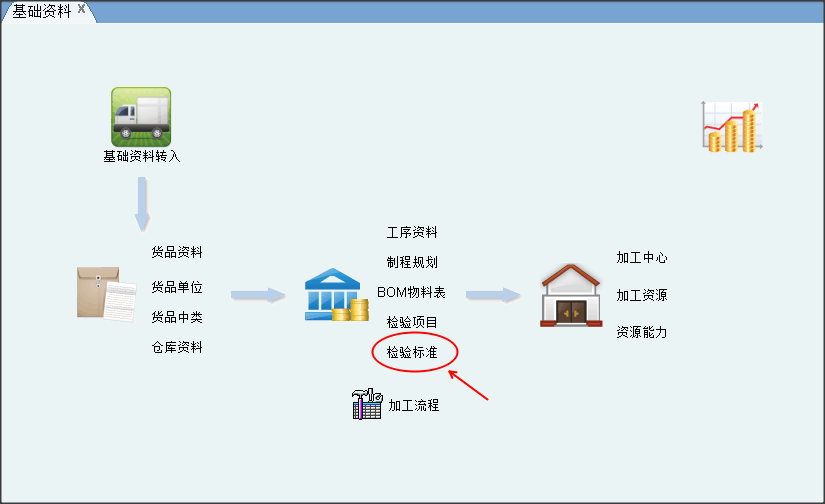 基础资料 X
基础资料转入
货品资料
货品单位
货品中类
仓库资料
工序资料
制程规划
BOM物料表
检验项目
检验标准
加工流程
加工中心
加工资源
资源能力